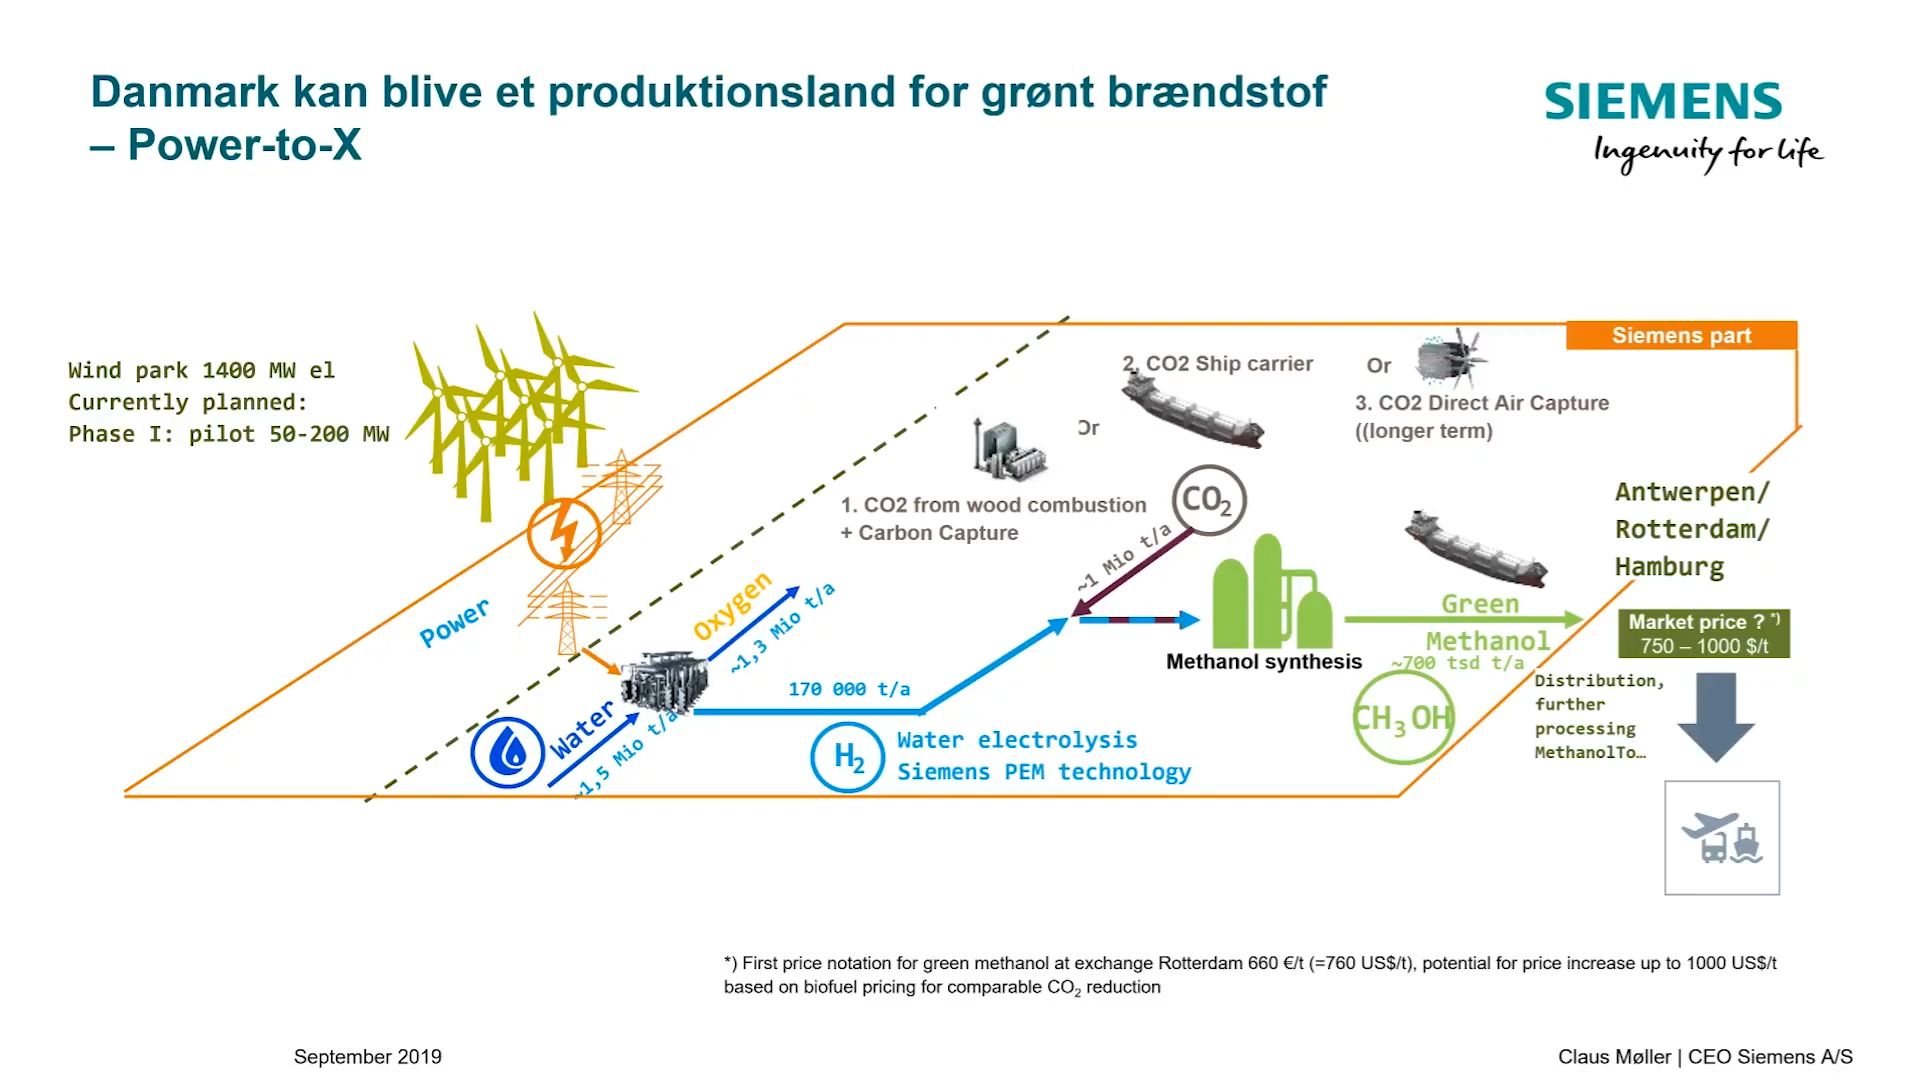 Danmark kan blive et produktionsland for grønt brændstof
– Power-to-X
SIEMENS
Ingenuity for life
Siemens part
Wind park 1400 MW el
Currently planned:
Phase I: pilot 50-200 MW
2. CO2 Ship carrier
Or
3. CO2 Direct Air Capture
((longer term)
Or
1. CO2 from wood combustion
+ Carbon Capture
CO₂
~1 Mio t/a
Antwerpen/
Rotterdam/
Hamburg
Power
Oxygen
~1,3 Mio t/a
Green
Methanol
~700 tsd t/a
Market price ? *)
750 – 1000 $/t
Methanol synthesis
170 000 t/a
Water
~1,5 Mio t/a
H₂
Water electrolysis
Siemens PEM technology
CH₃OH
Distribution,
further
processing
MethanolTo…
*) First price notation for green methanol at exchange Rotterdam 660 €/t (=760 US$/t), potential for price increase up to 1000 US$/t
based on biofuel pricing for comparable CO₂ reduction
September 2019
Claus Møller | CEO Siemens A/S